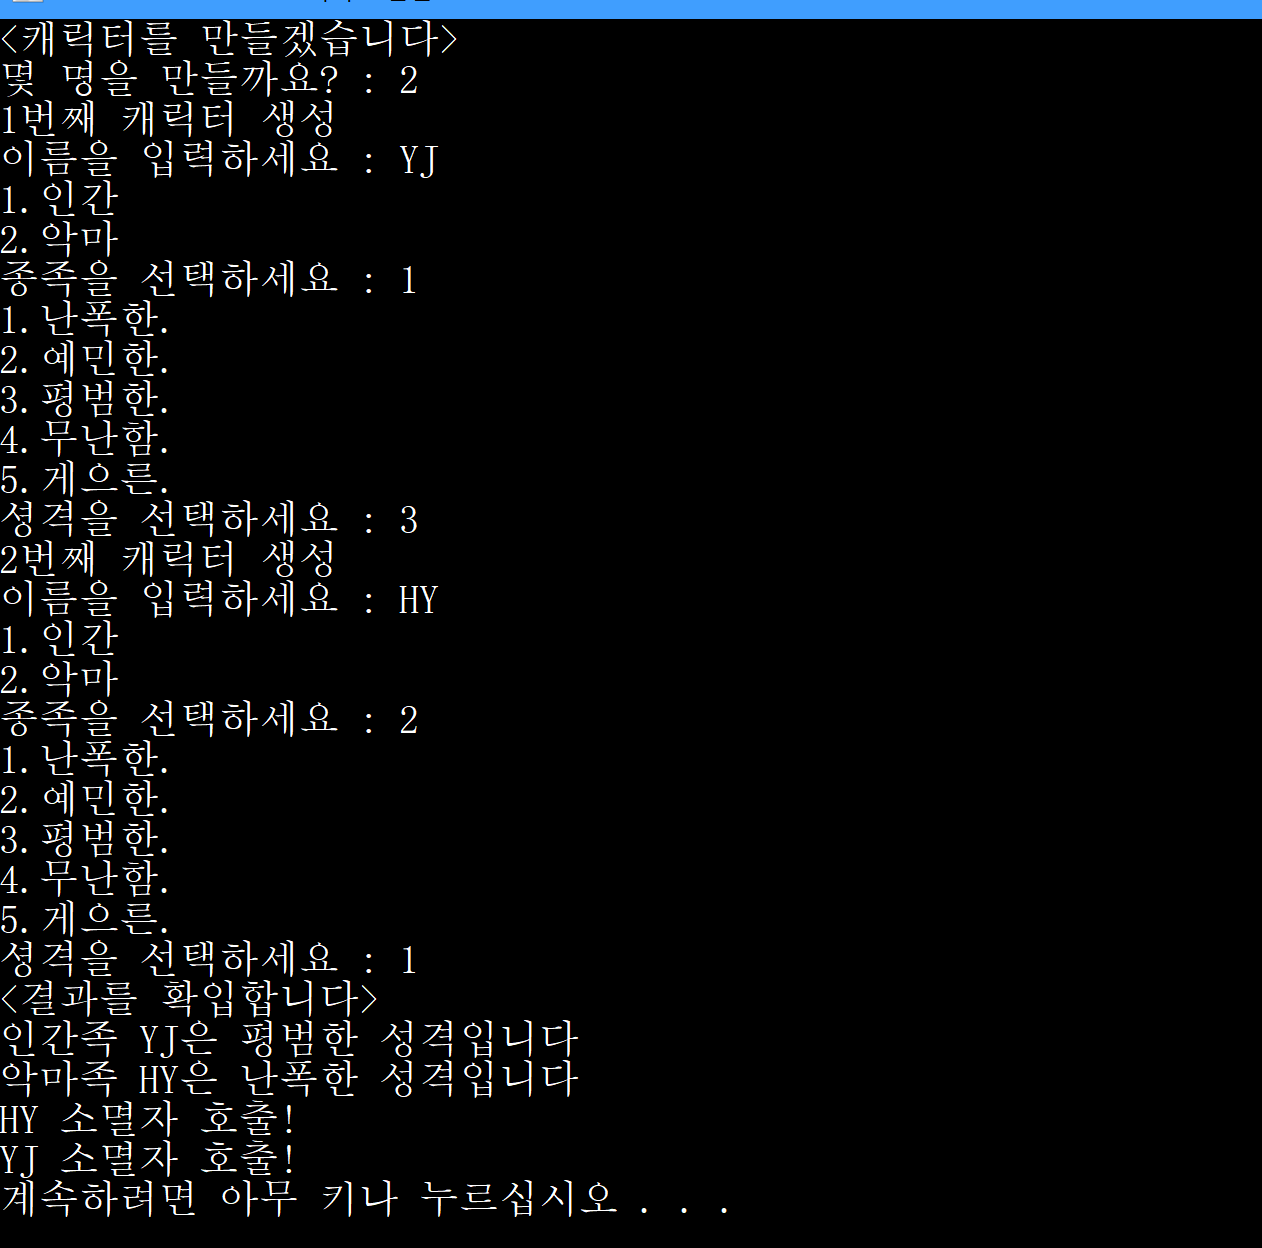 <캐릭터를 만들겠습니다>
몇 명을 만들까요? : 2
1번째 캐릭터 생성
이름을 입력하세요 : YJ
1.인간
2.악마
종족을 선택하세요 : 1
1.난폭한.
2.예민한.
3.평범한.
4.무난함.
5.게으른.
셩격을 선택하세요 : 3
2번째 캐릭터 생성
이름을 입력하세요 : HY
1.인간
2.악마
종족을 선택하세요 : 2
1.난폭한.
2.예민한.
3.평범한.
4.무난함.
5.게으른.
셩격을 선택하세요 : 1
<결과를 확입합니다>
인간족 YJ은 평범한 성격입니다
악마족 HY은 난폭한 성격입니다
HY 소멸자 호출!
YJ 소멸자 호출!
계속하려면 아무 키나 누르십시오 . . .